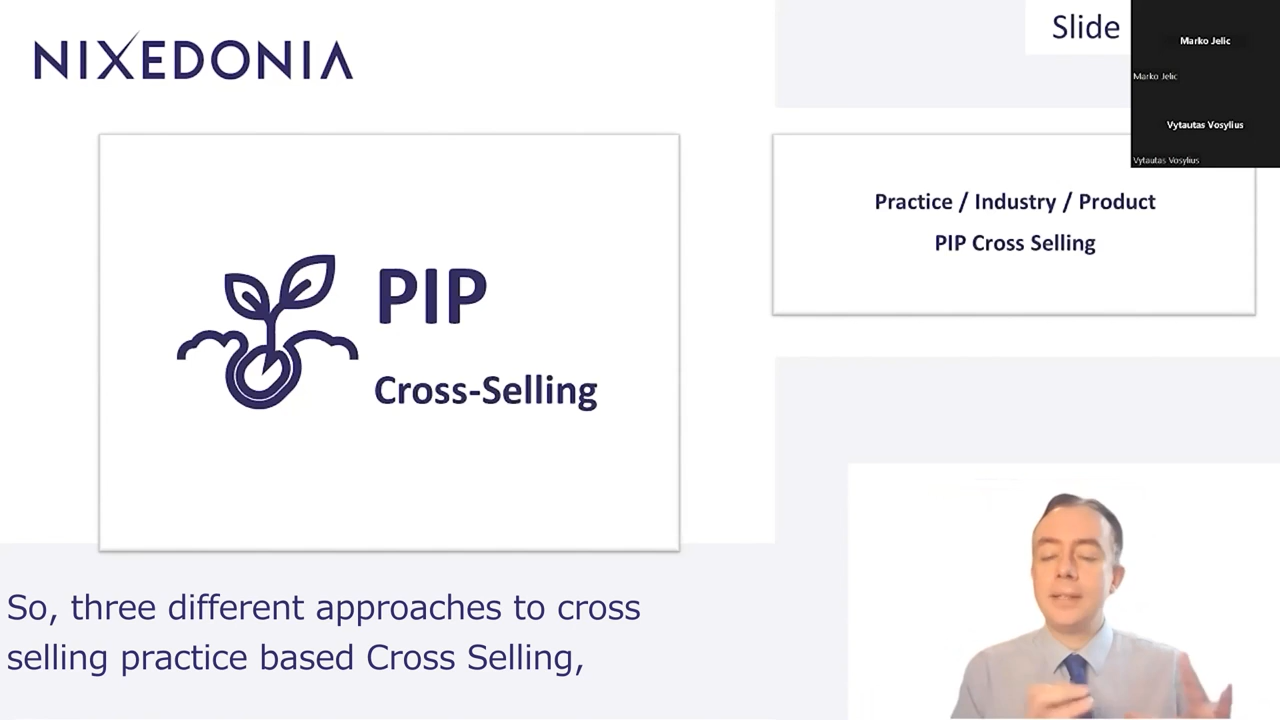 NIXEDONIA
Slide
Marko Jelic
Marko Jelic
Vytautas Vosylius
Vytautas Vosylius
PIP
Cross-Selling
Practice / Industry / Product
PIP Cross Selling
So, three different approaches to cross
selling practice based Cross Selling,